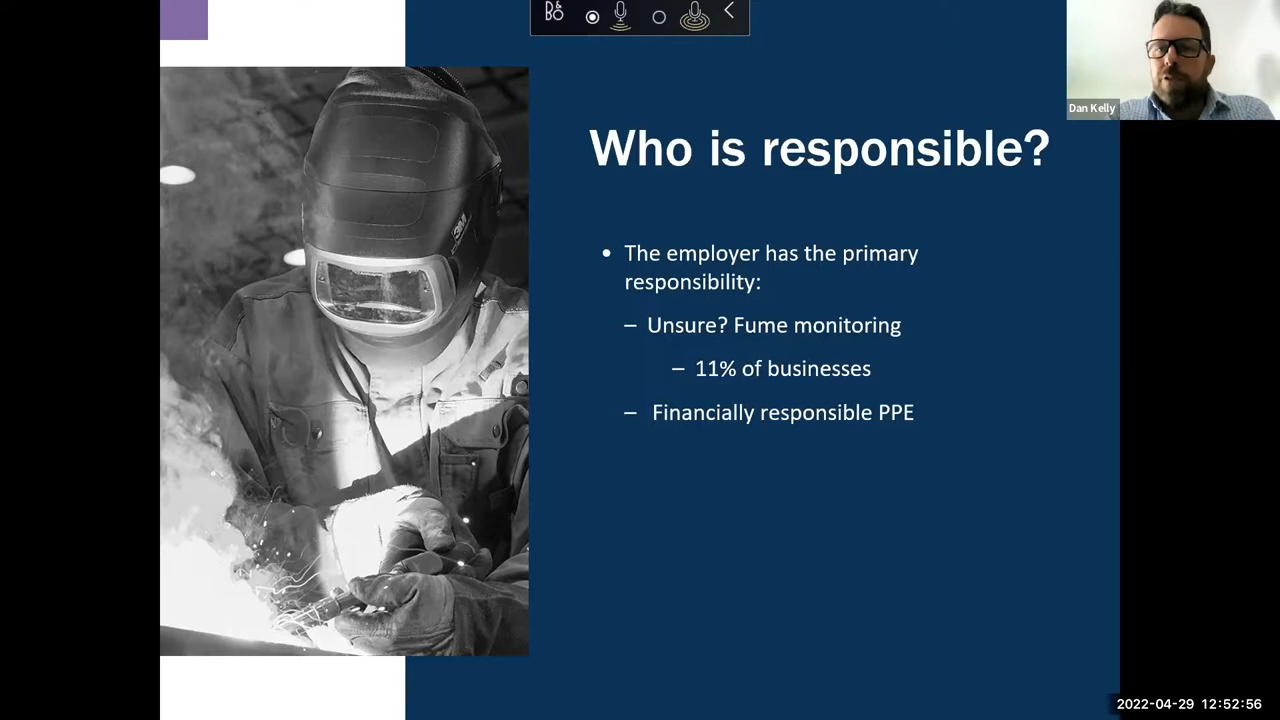 B&O
Dan Kelly
Who is responsible?
3M
• The employer has the primary
responsibility:
– Unsure? Fume monitoring
– 11% of businesses
– Financially responsible PPE
2022-04-29 12:52:56